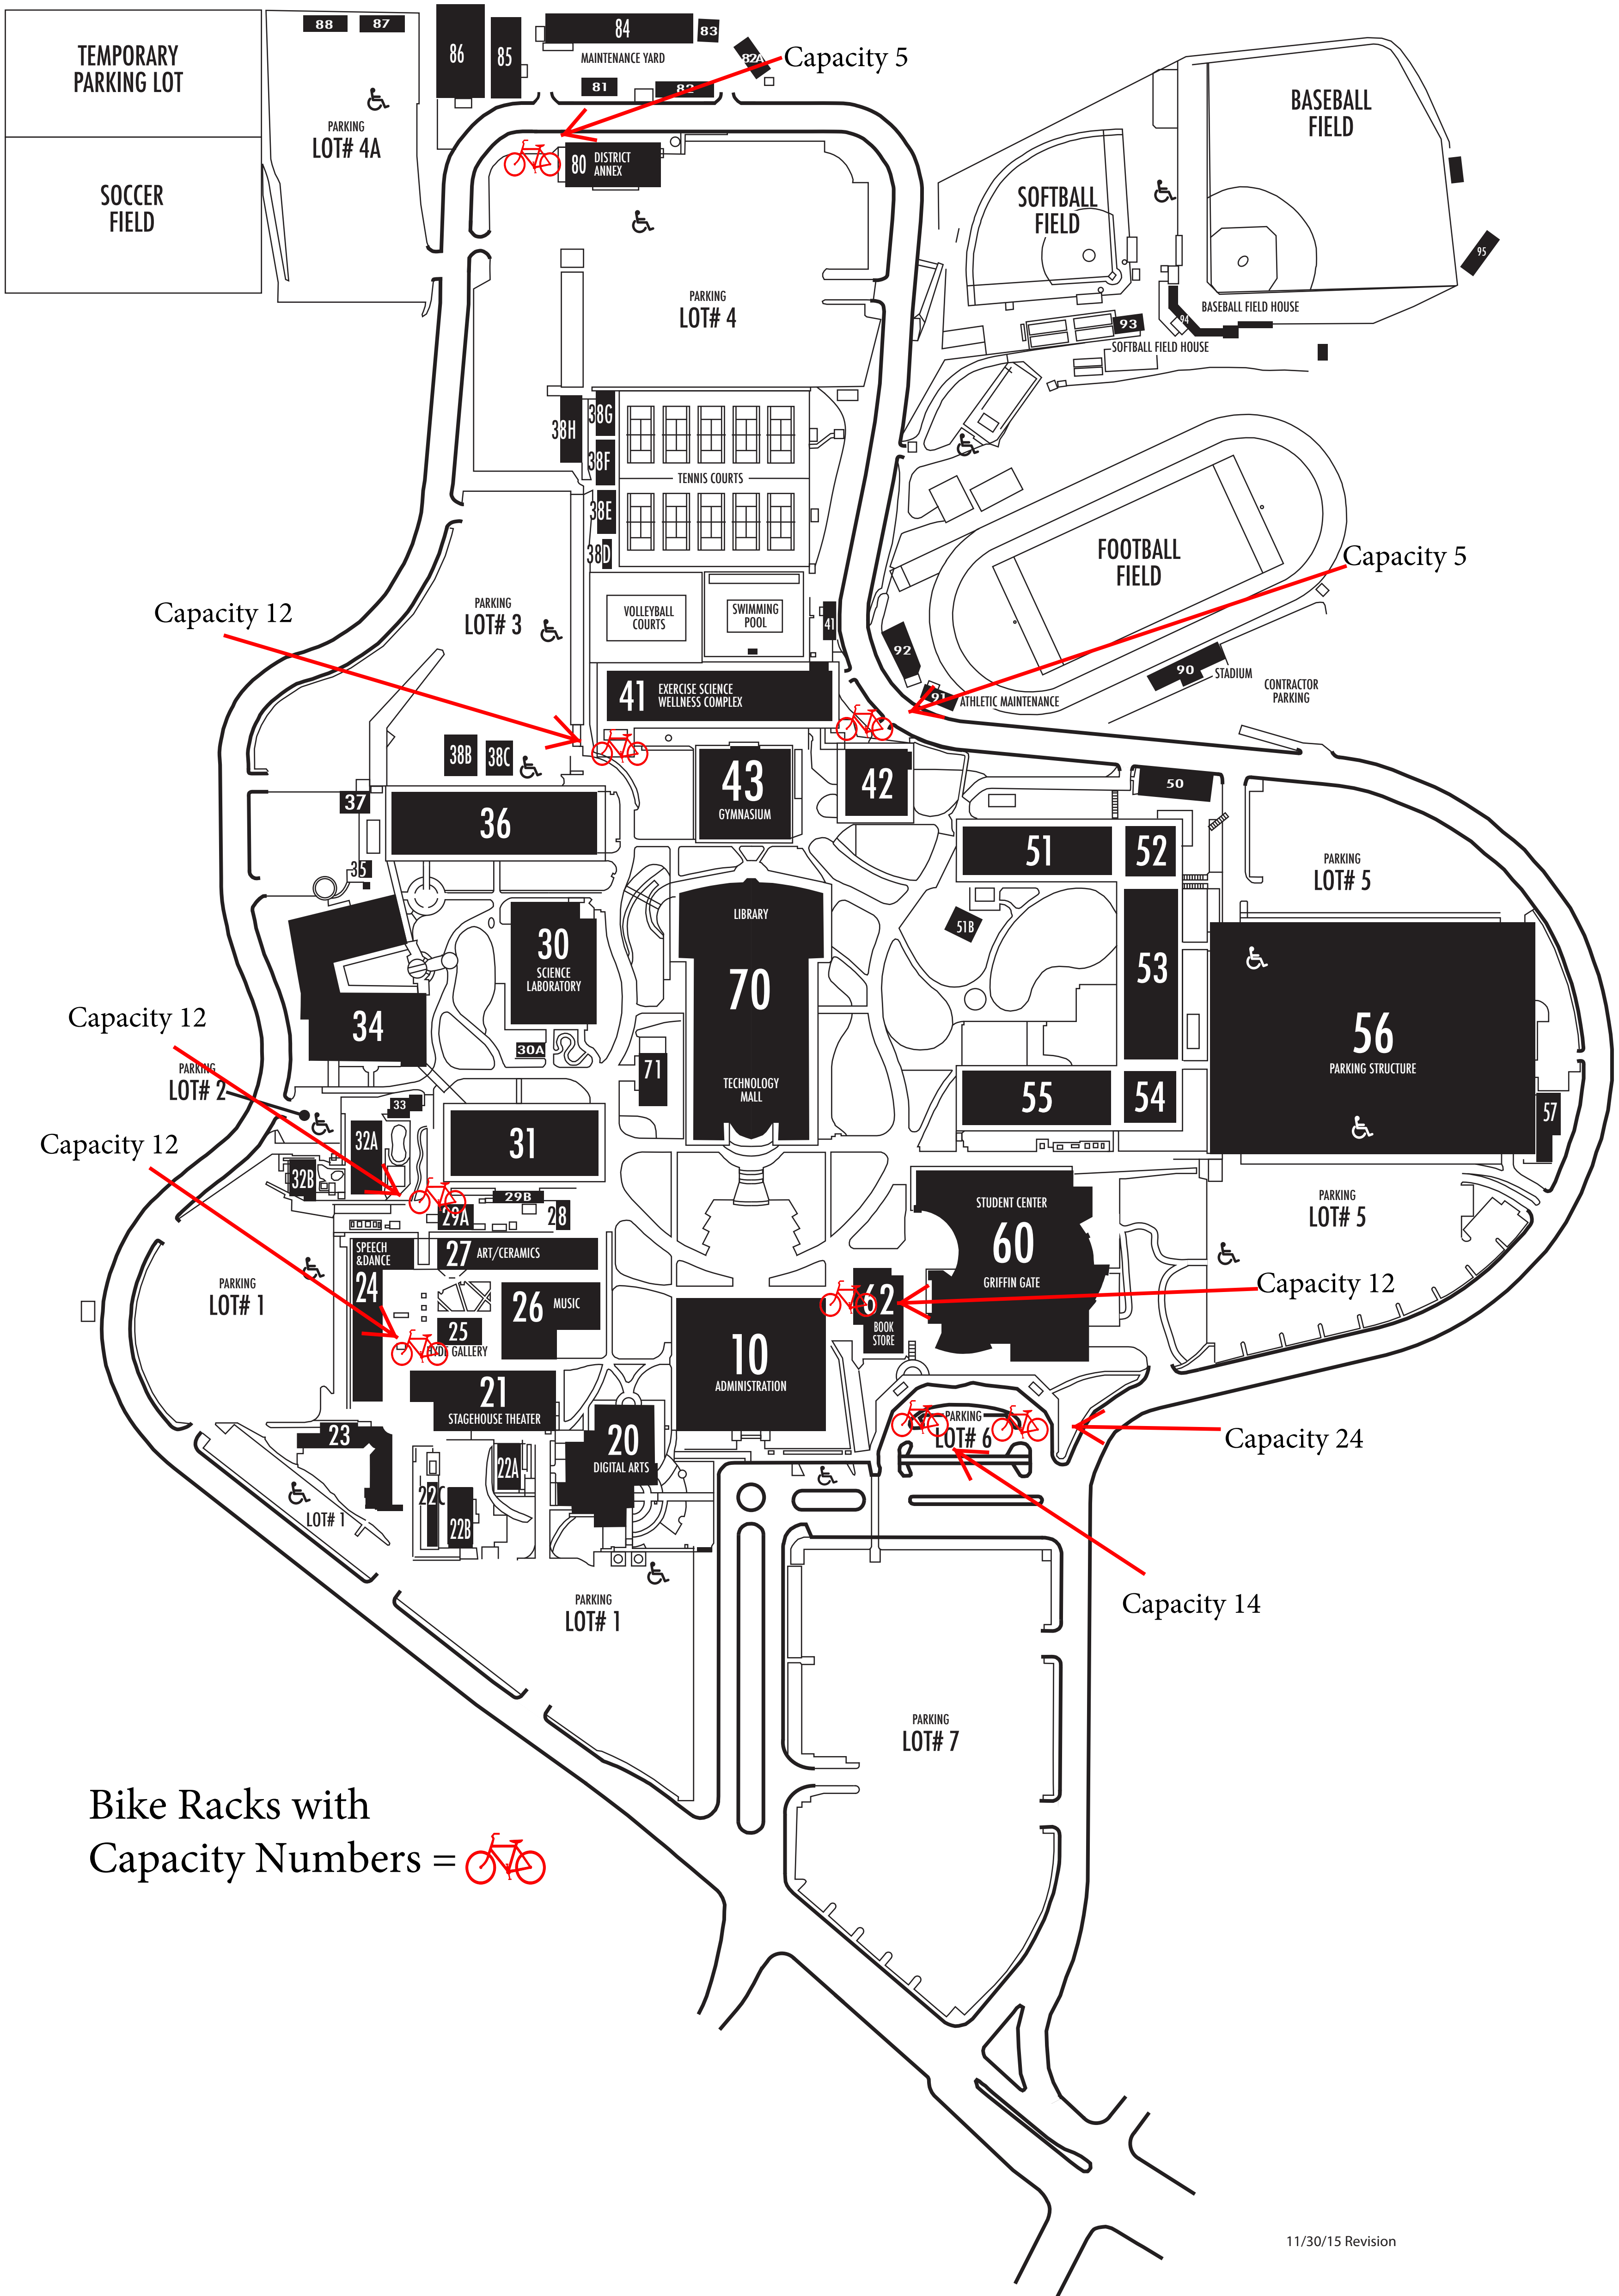 88
87
86
85
84
83
MAINTENANCE YARD
82A
Capacity 5
81
82
TEMPORARY
PARKING LOT
PARKING
LOT# 4A
SOCCER
FIELD
80
DISTRICT
ANNEX
BASEBALL
FIELD
SOFTBALL
FIELD
95
PARKING
LOT# 4
BASEBALL FIELD HOUSE
94
93
SOFTBALL FIELD HOUSE
38H
38G
38F
TENNIS COURTS
38E
38D
FOOTBALL
FIELD
Capacity 5
Capacity 12
PARKING
LOT# 3
VOLLEYBALL
COURTS
SWIMMING
POOL
41
92
90
STADIUM
CONTRACTOR
PARKING
41
EXERCISE SCIENCE
WELLNESS COMPLEX
91
ATHLETIC MAINTENANCE
38B
38C
43
GYMNASIUM
42
50
37
36
51
52
35
PARKING
LOT# 5
30
SCIENCE
LABORATORY
LIBRARY
70
TECHNOLOGY
MALL
51B
53
34
56
PARKING STRUCTURE
Capacity 12
30A
71
PARKING
LOT# 2
33
55
54
57
Capacity 12
32A
31
32B
29B
29A
28
STUDENT CENTER
60
GRIFFIN GATE
PARKING
LOT# 5
SPEECH
&DANCE
24
27
ART/CERAMICS
PARKING
LOT# 1
26
MUSIC
62
BOOK
STORE
Capacity 12
25
HYDE GALLERY
10
ADMINISTRATION
21
STAGEHOUSE THEATER
23
20
DIGITAL ARTS
PARKING
LOT# 6
Capacity 24
22A
22C
22B
LOT# 1
Capacity 14
PARKING
LOT# 1
PARKING
LOT# 7
Bike Racks with
Capacity Numbers =
11/30/15 Revision